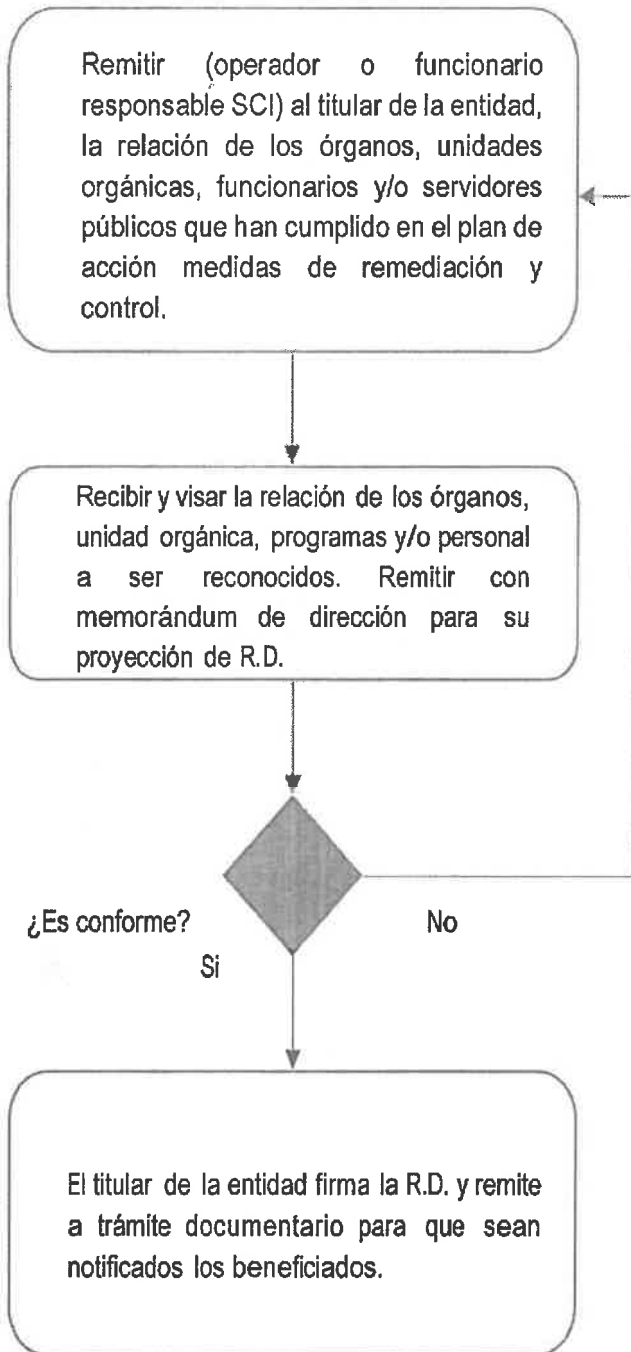 Remitir (operador o funcionario
responsable SCI) al titular de la entidad,
la relación de los órganos, unidades
orgánicas, funcionarios y/o servidores
públicos que han cumplido en el plan de
acción medidas de remediación y
control.
Recibir y visar la relación de los órganos,
unidad orgánica, programas y/o personal
a ser reconocidos. Remitir con
memorándum de dirección para su
proyección de R.D.
¿Es conforme?
No
Si
El titular de la entidad firma la R.D. y remite
a trámite documentario para que sean
notificados los beneficiados.